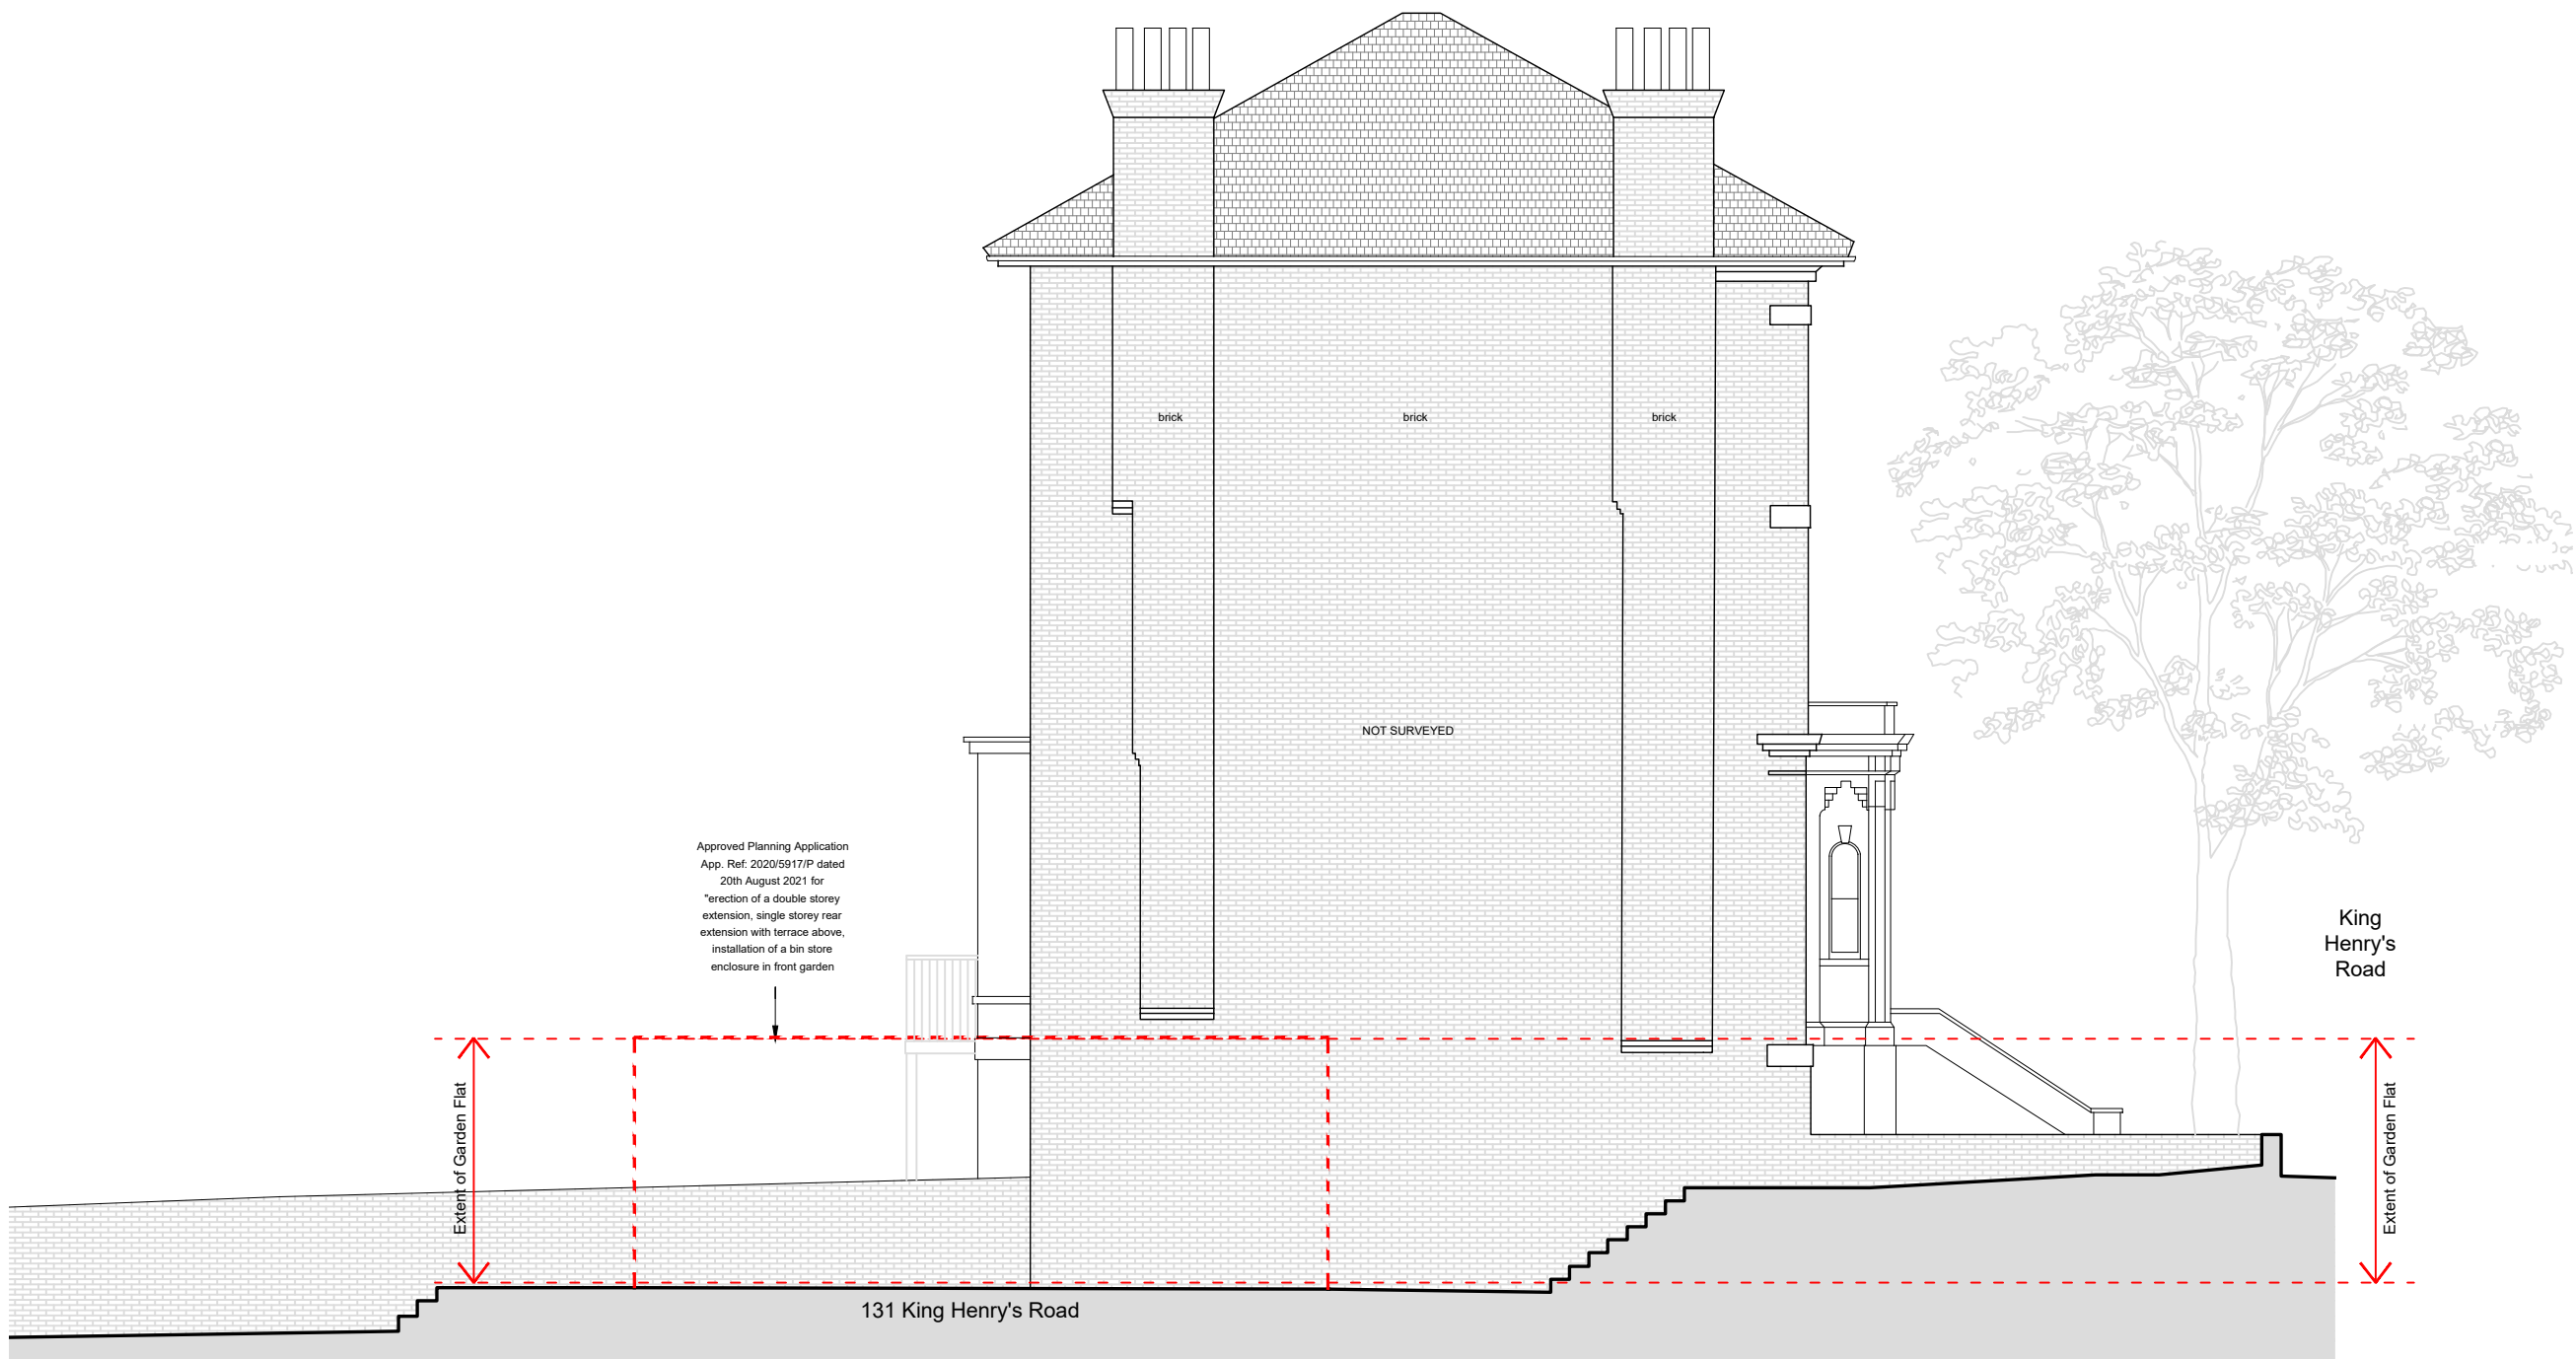 brick
brick
brick
NOT SURVEYED
Approved Planning Application
App. Ref: 2020/5917/P dated
20th August 2021 for
"erection of a double storey
extension, single storey rear
extension with terrace above,
installation of a bin store
enclosure in front garden
King
Henry's
Road
Extent of Garden Flat
Extent of Garden Flat
131 King Henry's Road